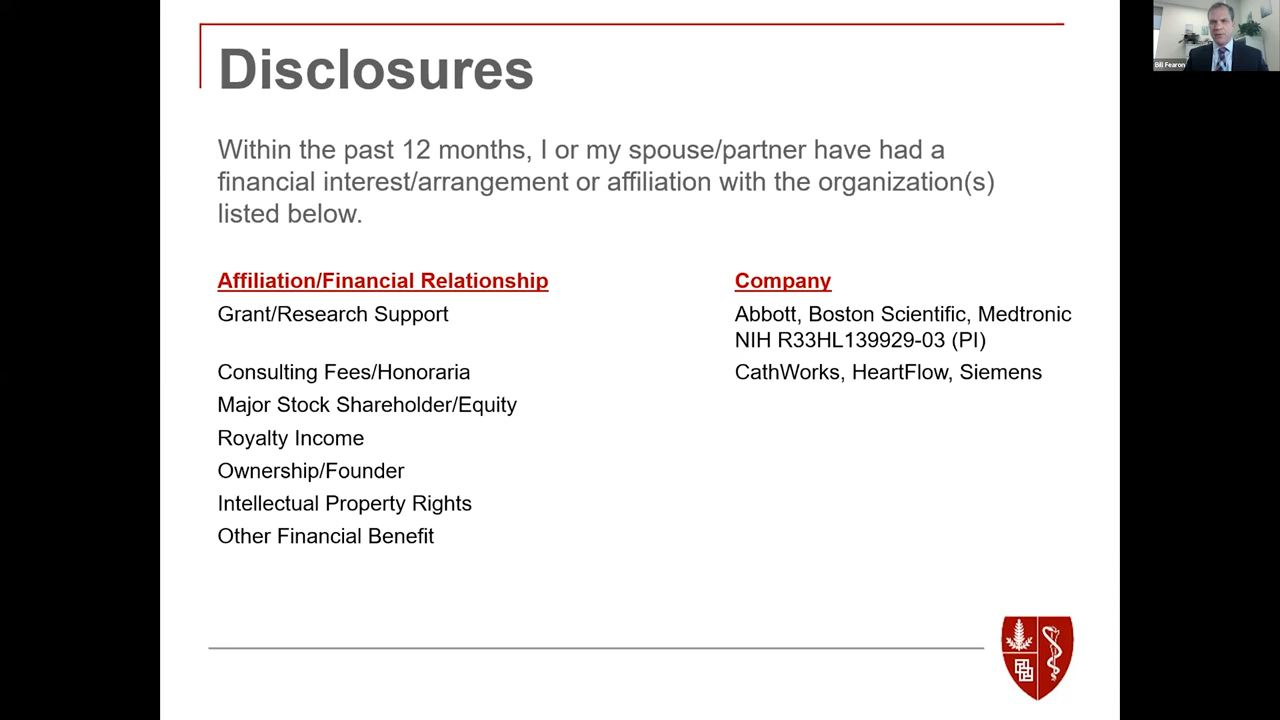 Disclosures
Within the past 12 months, I or my spouse/partner have had a
financial interest/arrangement or affiliation with the organization(s)
listed below.
Affiliation/Financial Relationship
Company
Grant/Research Support
Abbott, Boston Scientific, Medtronic
NIH R33HL139929-03 (PI)
Consulting Fees/Honoraria
CathWorks, HeartFlow, Siemens
Major Stock Shareholder/Equity
Royalty Income
Ownership/Founder
Intellectual Property Rights
Other Financial Benefit
Bill Fearon